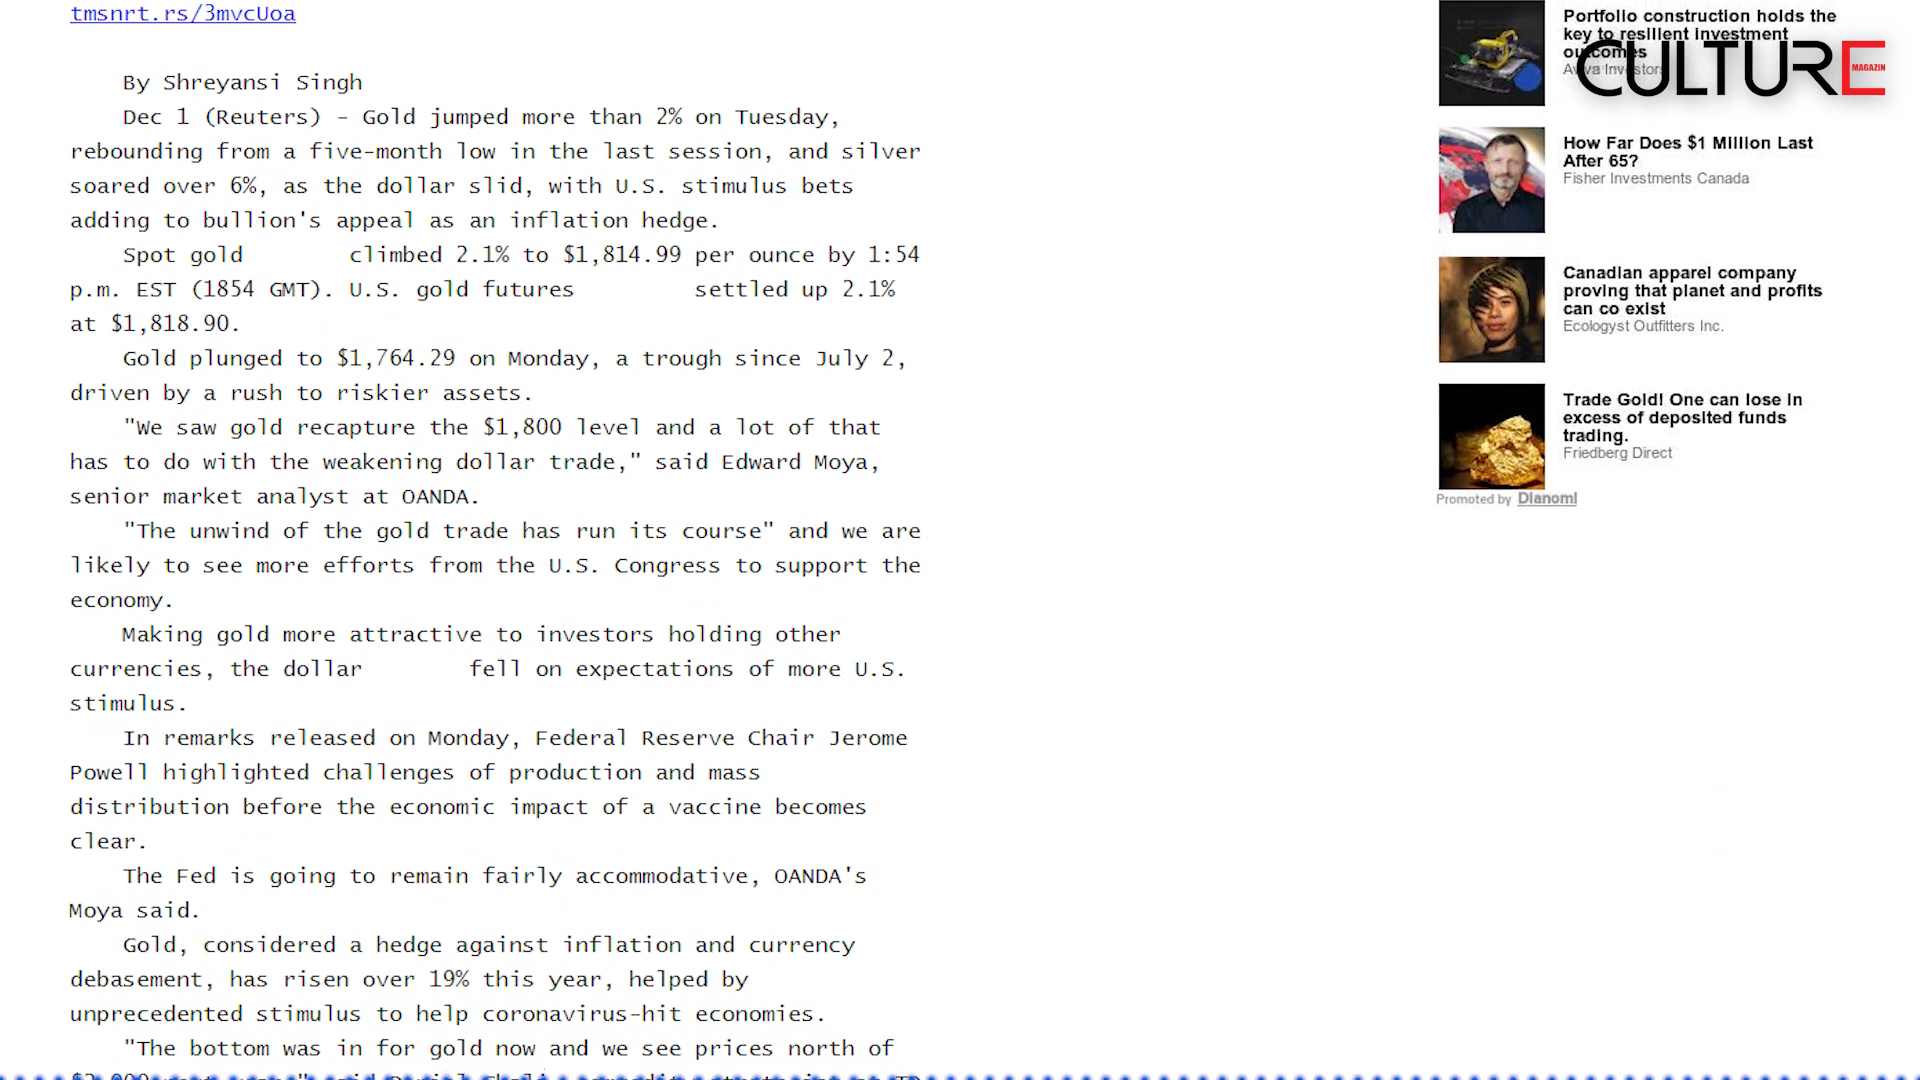 tmsnrt.rs/3mvcUoa
By Shreyansi Singh
Dec 1 (Reuters) - Gold jumped more than 2% on Tuesday,
rebounding from a five-month low in the last session, and silver
soared over 6%, as the dollar slid, with U.S. stimulus bets
adding to bullion's appeal as an inflation hedge.
Spot gold climbed 2.1% to $1,814.99 per ounce by 1:54
p.m. EST (1854 GMT). U.S. gold futures settled up 2.1%
at $1,818.90.
Gold plunged to $1,764.29 on Monday, a trough since July 2,
driven by a rush to riskier assets.
"We saw gold recapture the $1,800 level and a lot of that
has to do with the weakening dollar trade," said Edward Moya,
senior market analyst at OANDA.
"The unwind of the gold trade has run its course" and we are
likely to see more efforts from the U.S. Congress to support the
economy.
Making gold more attractive to investors holding other
currencies, the dollar fell on expectations of more U.S.
stimulus.
In remarks released on Monday, Federal Reserve Chair Jerome
Powell highlighted challenges of production and mass
distribution before the economic impact of a vaccine becomes
clear.
The Fed is going to remain fairly accommodative, OANDA's
Moya said.
Gold, considered a hedge against inflation and currency
debasement, has risen over 19% this year, helped by
unprecedented stimulus to help coronavirus-hit economies.
"The bottom was in for gold now and we see prices north of
Portfolio construction holds the
key to resilient investment
outcomes
Aviva Investors
CULTURE
MAGAZIN
How Far Does $1 Million Last
After 65?
Fisher Investments Canada
Canadian apparel company
proving that planet and profits
can co exist
Ecologyst Outfitters Inc.
Trade Gold! One can lose in
excess of deposited funds
trading.
Friedberg Direct
Promoted by Dianomi